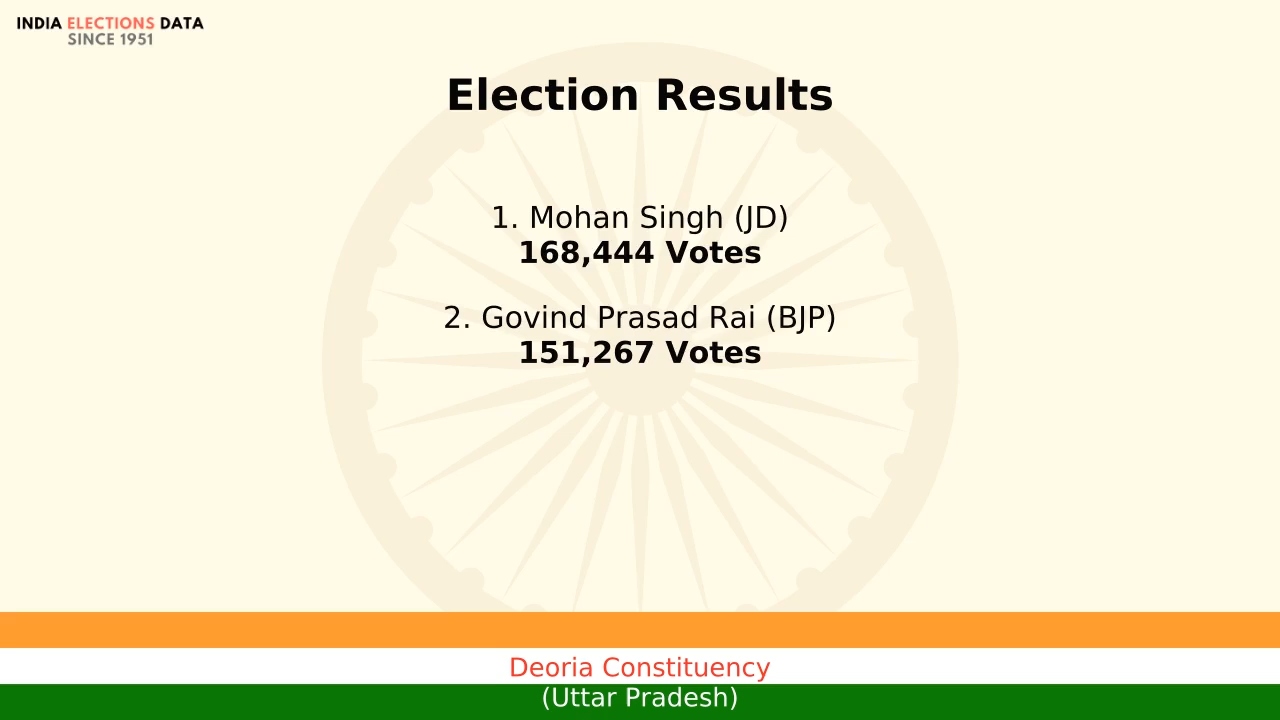 INDIA ELECTIONS DATA
SINCE 1951
Election Results
1. Mohan Singh (JD)
168,444 Votes
2. Govind Prasad Rai (BJP)
151,267 Votes
Deoria Constituency
(Uttar Pradesh)